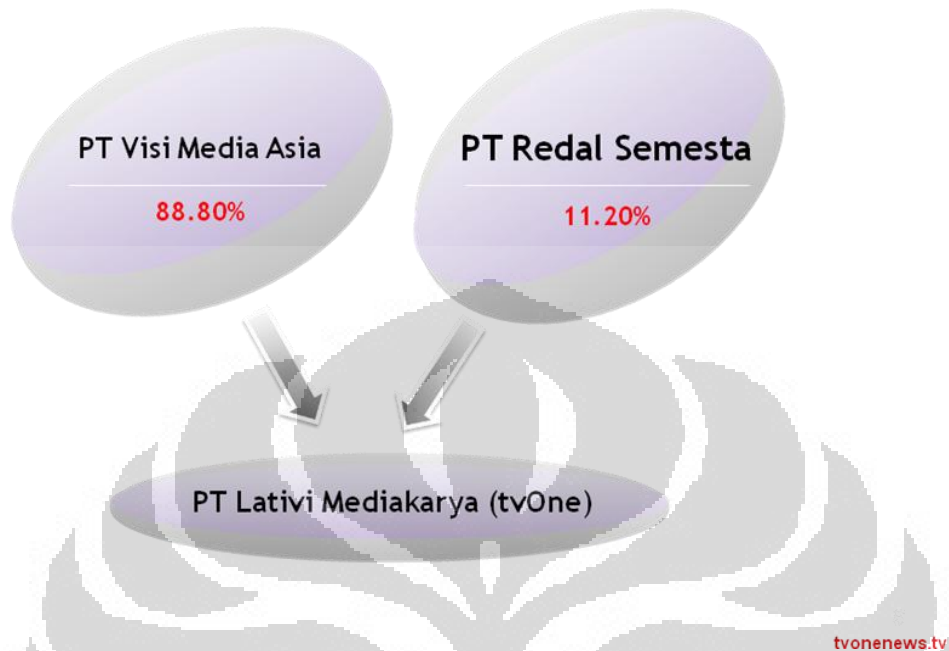 PT Visi Media Asia
88.80%
PT Redal Semesta
11.20%
PT Lativi Mediakarya (tvOne)
tvonenews.tv